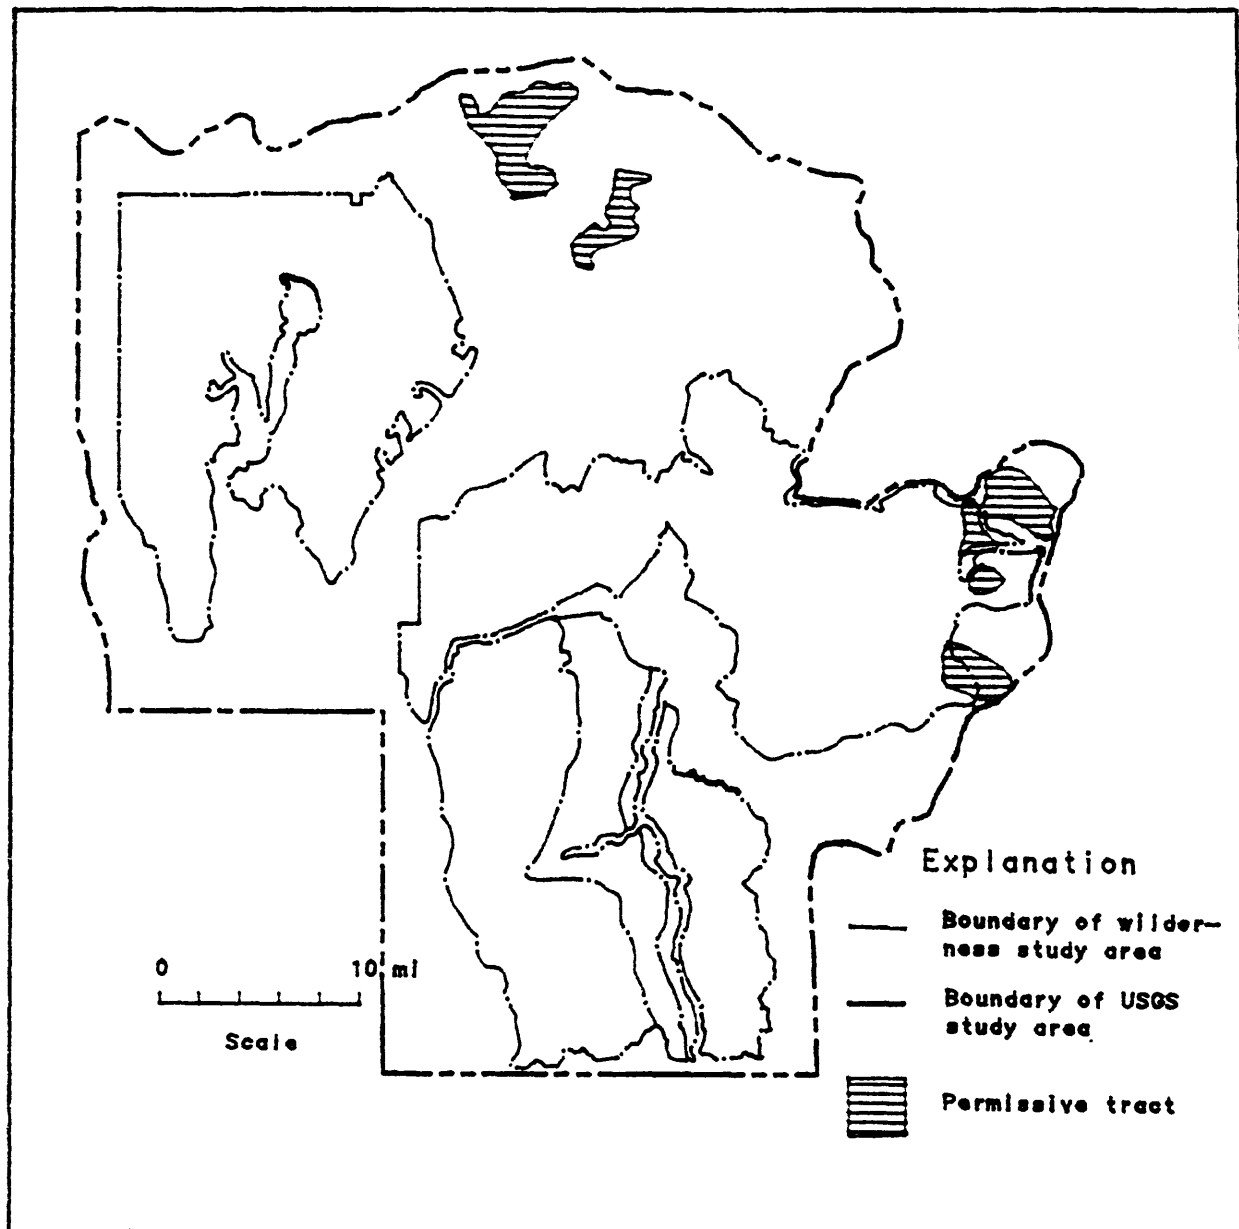 Explanation
Boundary of wilder-
ness study area
Boundary of USGS
study area
Permissive tract
0 10 mi
Scale